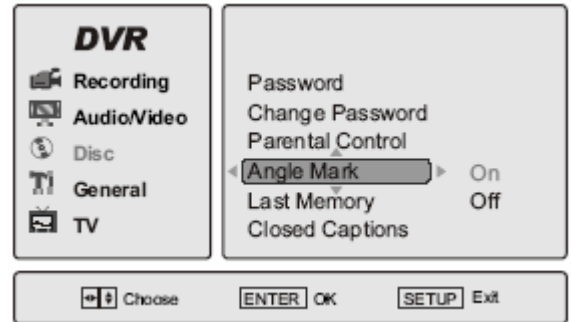 DVR
Recording
Audio/Video
Disc
General
TV
Password
Change Password
Parental Control
Angle Mark On
Last Memory Off
Closed Captions
Choose ENTER OK SETUP Exit